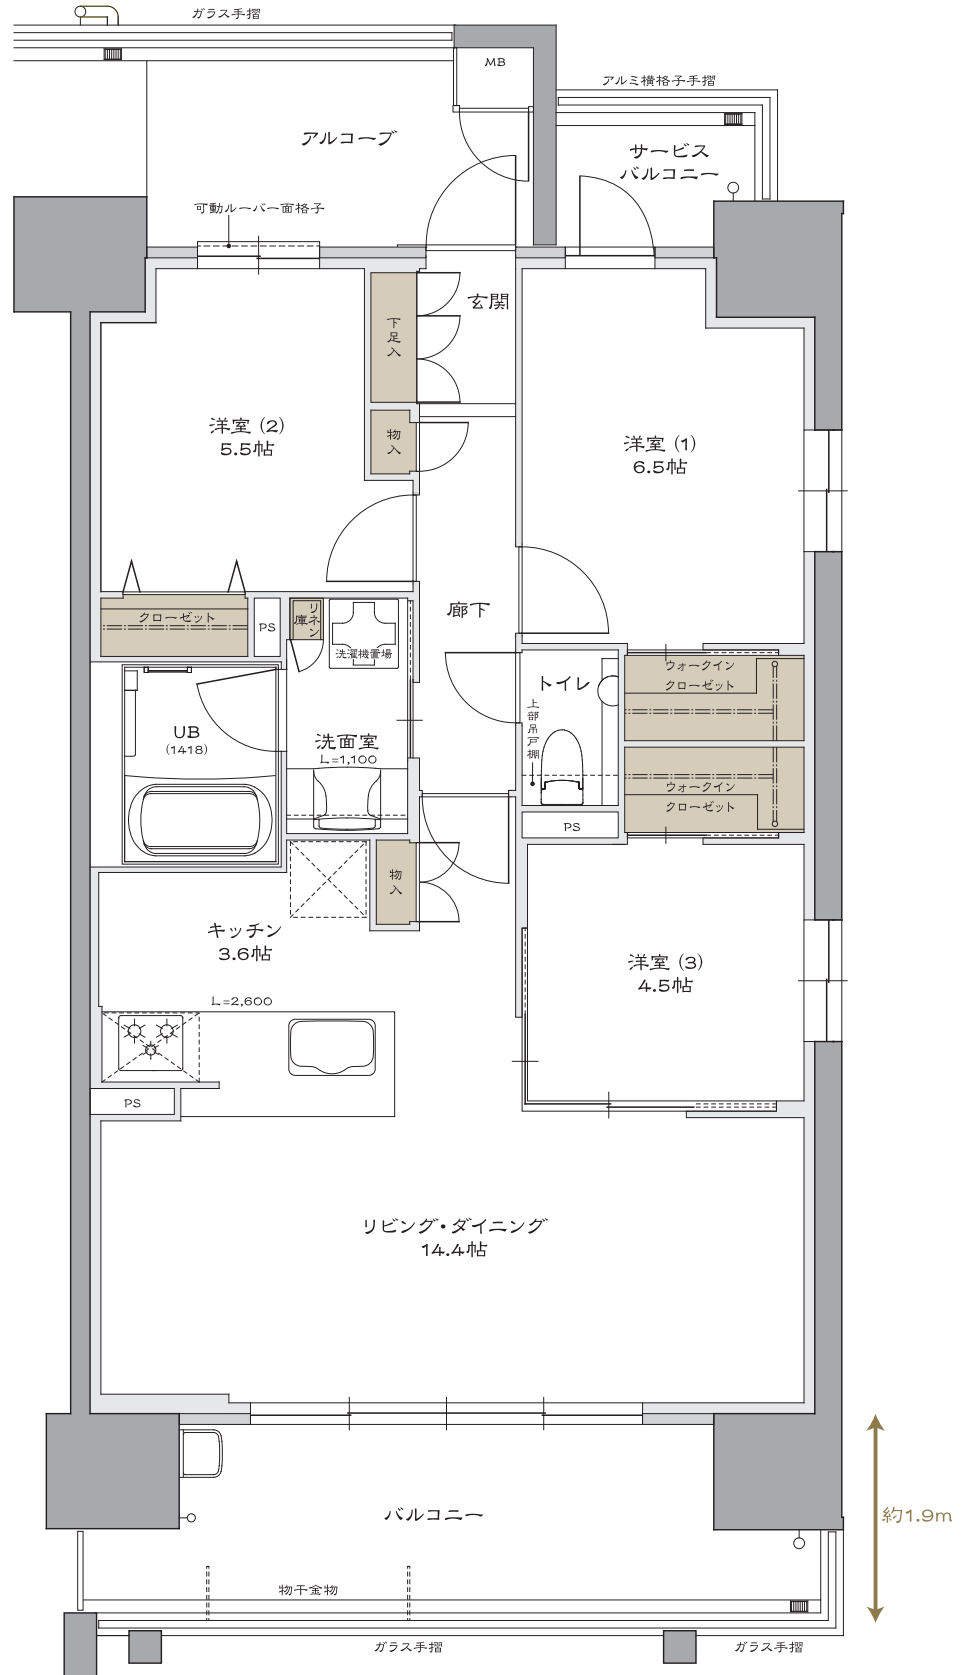 ガラス手摺
MB
アルミ横格子手摺
アルコーブ
サービス
バルコニー
可動ルーバー面格子
玄関
下足入
洋室 (2)
5.5帖
物入
洋室 (1)
6.5帖
廊下
クローゼット
PS
リネン庫
洗濯機置場
トイレ
上部吊戸棚
ウォークイン
クローゼット
UB
(1418)
洗面室
L=1,100
ウォークイン
クローゼット
PS
物入
キッチン
3.6帖
洋室 (3)
4.5帖
L=2,600
PS
リビング・ダイニング
14.4帖
バルコニー
約1.9m
物干金物
ガラス手摺
ガラス手摺